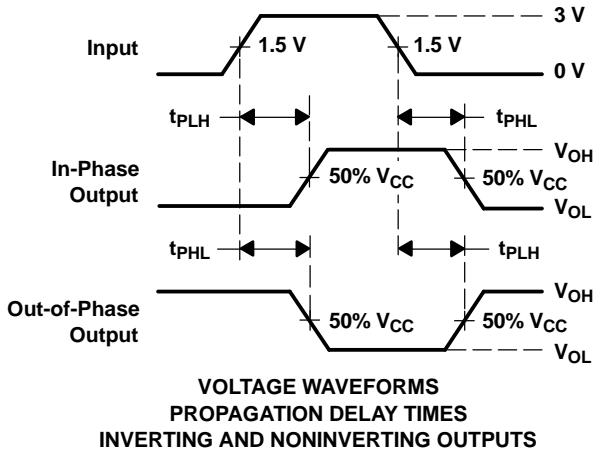 3 V
Input
1.5 V
1.5 V
0 V
tPLH
tPHL
VOH
In-Phase
Output
50% VCC
50% VCC
VOL
tPHL
tPLH
VOH
Out-of-Phase
Output
50% VCC
50% VCC
VOL
VOLTAGE WAVEFORMS
PROPAGATION DELAY TIMES
INVERTING AND NONINVERTING OUTPUTS